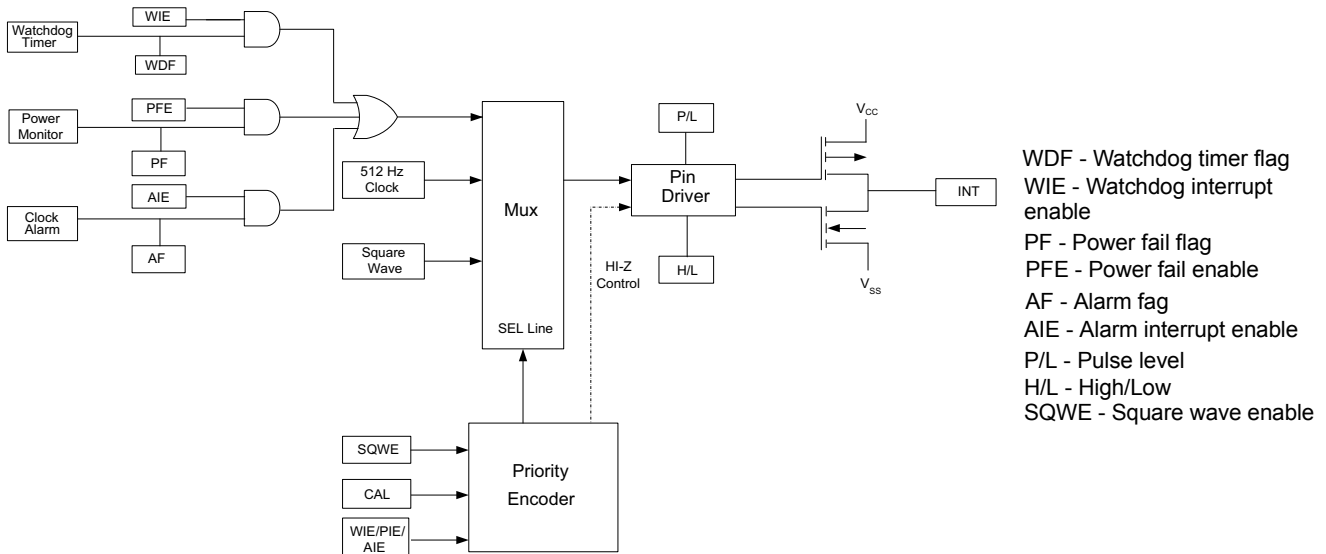 WIE
Watchdog
Timer
WDF
PFE
Power
Monitor
PF
AIE
Clock
Alarm
AF
512 Hz
Clock
Square
Wave
Mux
SEL Line
P/L
Pin
Driver
H/L
HI-Z
Control
VCC
INT
VSS
SQWE
CAL
WIE/PIE/
AIE
Priority
Encoder
WDF - Watchdog timer flag
WIE - Watchdog interrupt
enable
PF - Power fail flag
PFE - Power fail enable
AF - Alarm fag
AIE - Alarm interrupt enable
P/L - Pulse level
H/L - High/Low
SQWE - Square wave enable